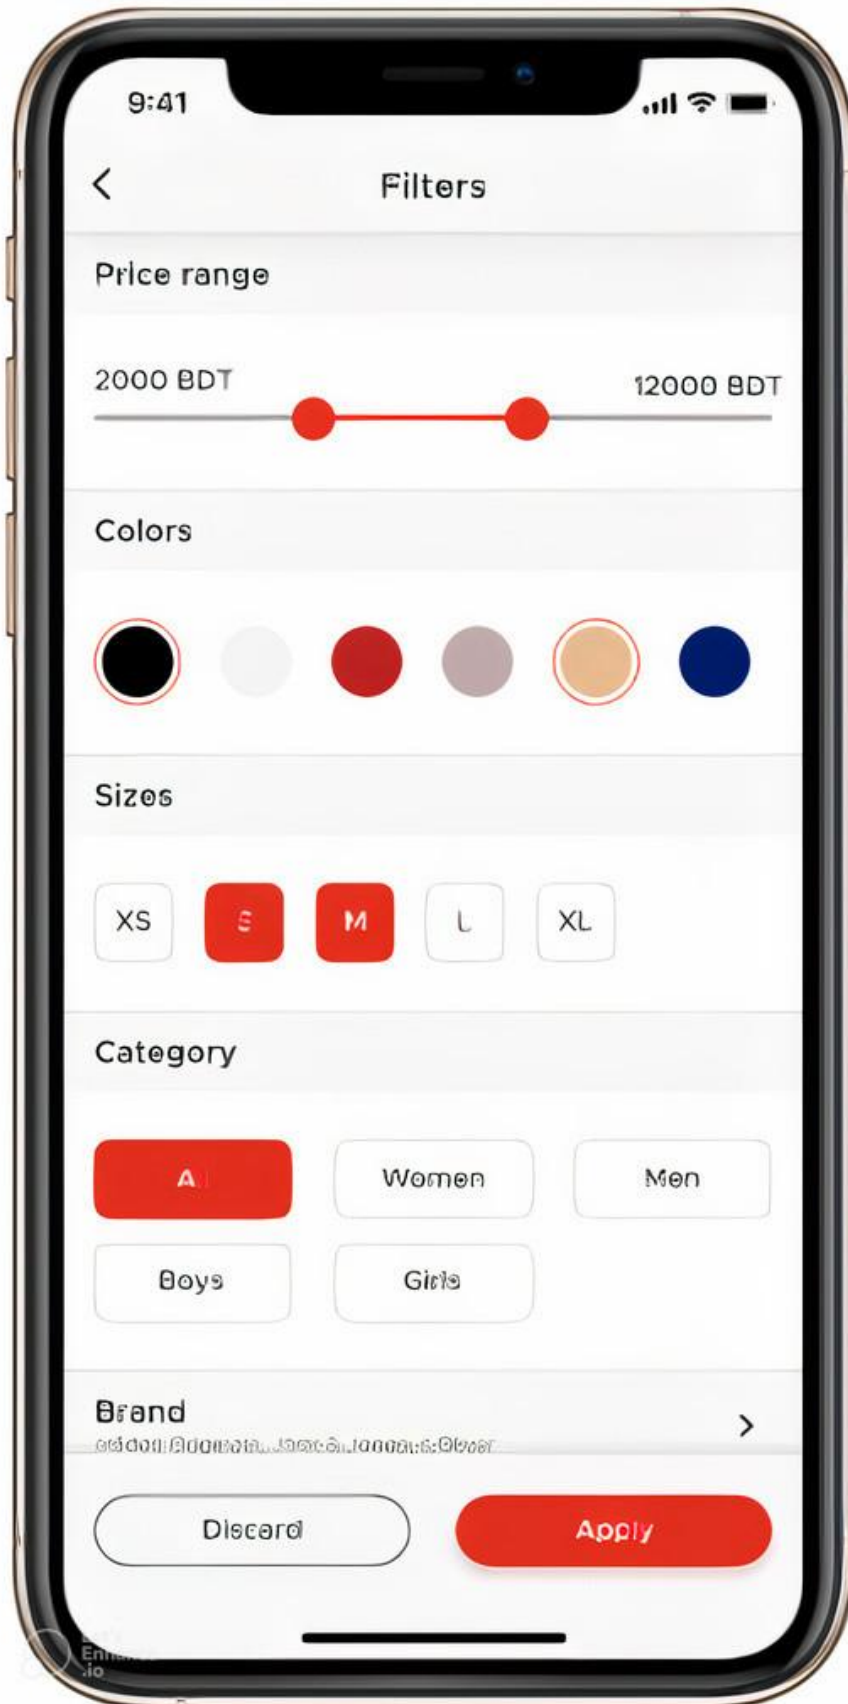 9:41
Filters
Price range
2000 BDT
12000 BDT
Colors
Sizes
XS S M L XL
Category
Women Men
Boys Girls
Brand
Discard Apply
.io